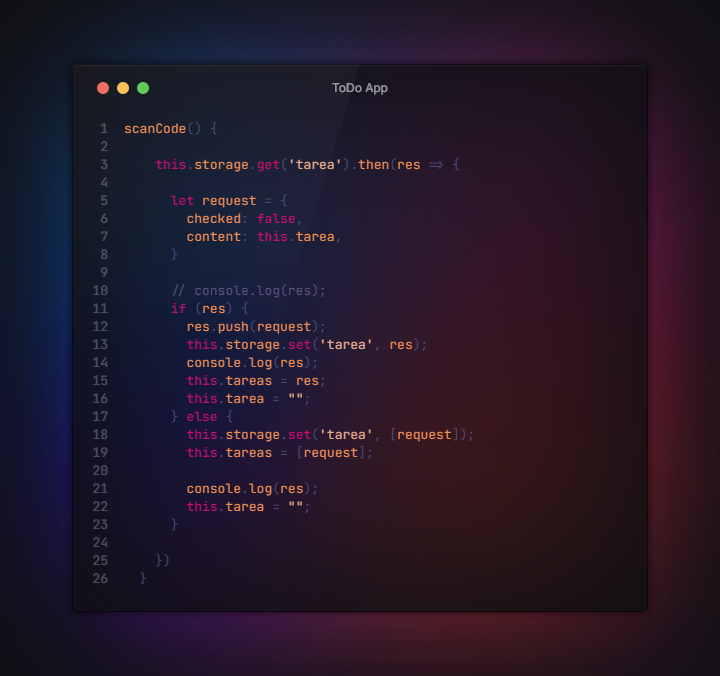 ToDo App
1 scanCode() {
2
3     this.storage.get('tarea').then(res => {
4
5       let request = {
6         checked: false,
7         content: this.tarea,
8       }
9
10       // console.log(res);
11       if (res) {
12         res.push(request);
13         this.storage.set('tarea', res);
14         console.log(res);
15         this.tareas = res;
16         this.tarea = "";
17       } else {
18         this.storage.set('tarea', [request]);
19         this.tareas = [request];
20
21         console.log(res);
22         this.tarea = "";
23       }
24
25     })
26   }